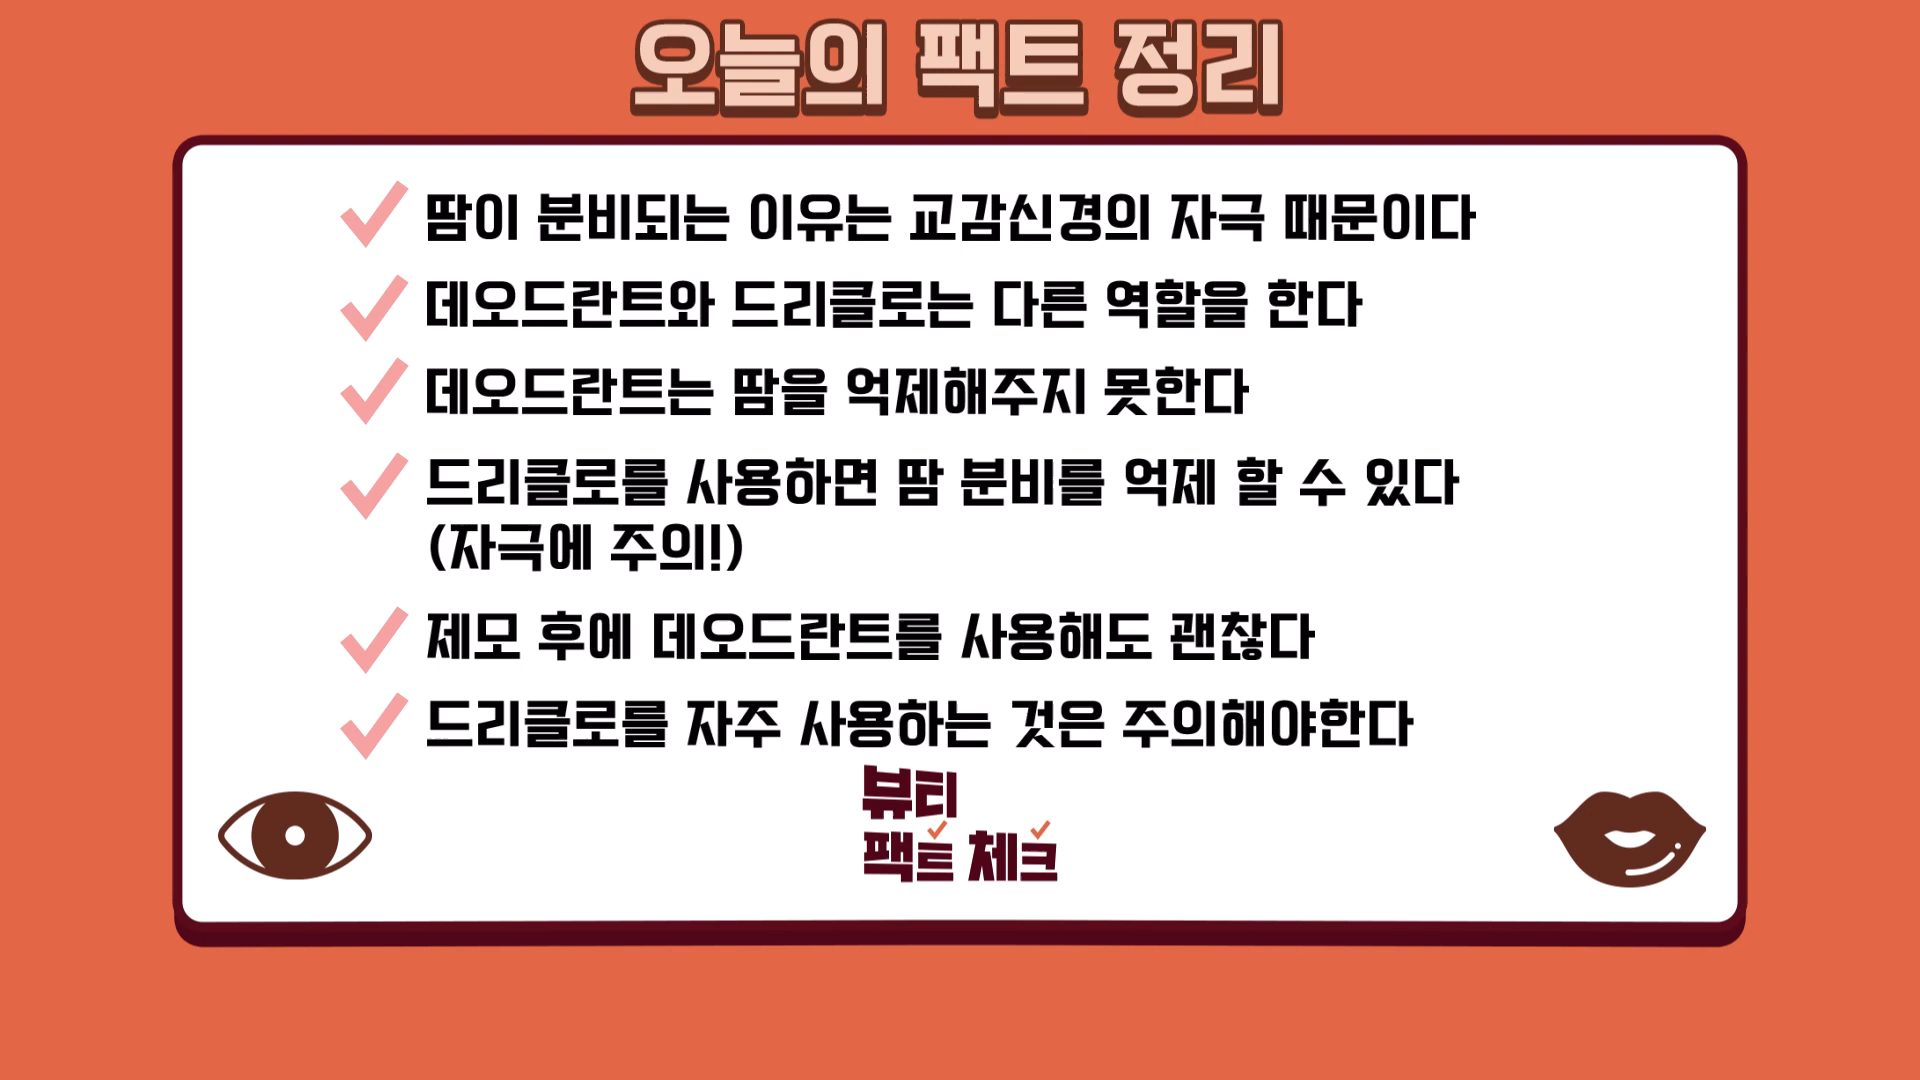 오늘의 팩트 정리
땀이 분비되는 이유는 교감신경의 자극 때문이다
데오드란트와 드리클로는 다른 역할을 한다
데오드란트는 땀을 억제해주지 못한다
드리클로를 사용하면 땀 분비를 억제 할 수 있다
(자극에 주의!)
제모 후에 데오드란트를 사용해도 괜찮다
드리클로를 자주 사용하는 것은 주의해야한다
뷰티
팩트 체크